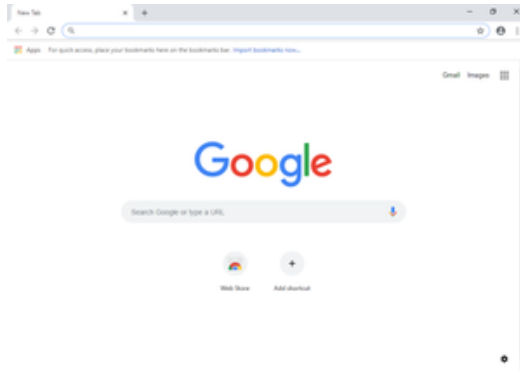 New Tab
Apps For quick access, place your bookmarks here on the bookmarks bar. Import bookmarks now...
Gmail Images
Google
Search Google or type a URL
Web Store Add shortcut